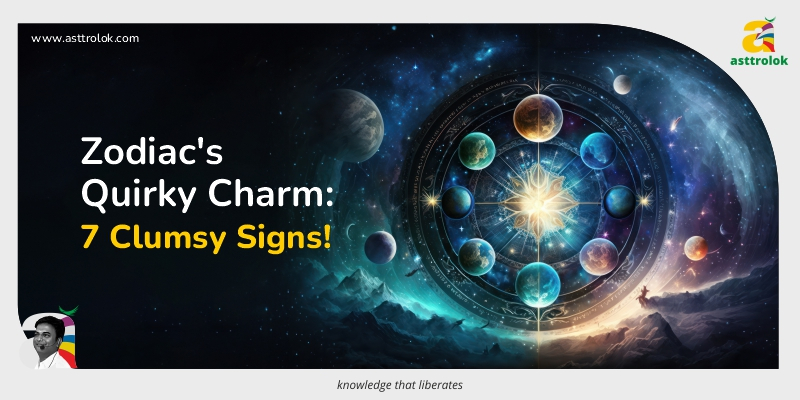 www.asttrolok.com
asttrolok
Zodiac's
Quirky Charm:
7 Clumsy Signs!
knowledge that liberates